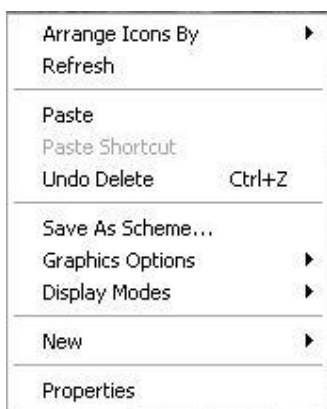 Arrange Icons By
Refresh
Paste
Paste Shortcut
Undo Delete Ctrl+Z
Save As Scheme...
Graphics Options
Display Modes
New
Properties